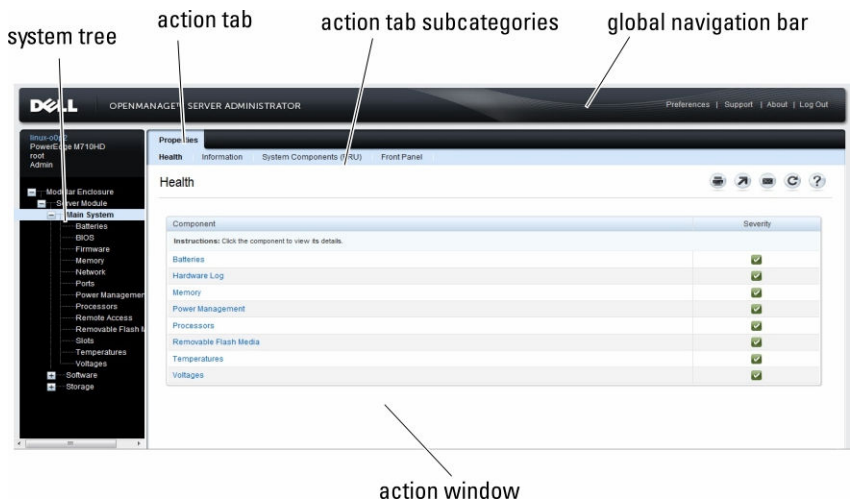 system tree
action tab
action tab subcategories
global navigation bar
DELL
OPENMANAGE™ SERVER ADMINISTRATOR
Preferences | Support | About | Log Out
PowerEdge M710HD
root
Admin
Properties
Health
Information
System Components (FRU)
Front Panel
Health
Modular Enclosure
Server Module
Main System
Batteries
BIOS
Firmware
Memory
Network
Ports
Power Managemen
Processors
Remote Access
Removable Flash M
Slots
Temperatures
Voltages
Software
Storage
Component
Severity
Instructions: Click the component to view its details.
Batteries
Hardware Log
Memory
Power Management
Processors
Removable Flash Media
Temperatures
Voltages
action window